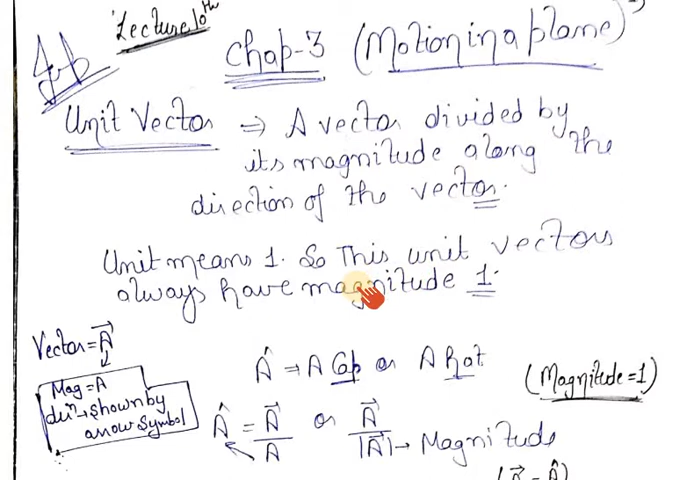 Lecture 10th
Chap-3 (Motion in a plane)
Unit Vector ⇒ A vector divided by
its magnitude along the
direction of the vector.
Unit means 1. So This unit vectors
always have magnitude 1.
Vector = A⃗
Mag = A
dirⁿ → shown by
arrow symbol
Â ⇒ A Cap or A hat
(Magnitude = 1)
Â = A⃗/A or A⃗/|A⃗| → Magnitude